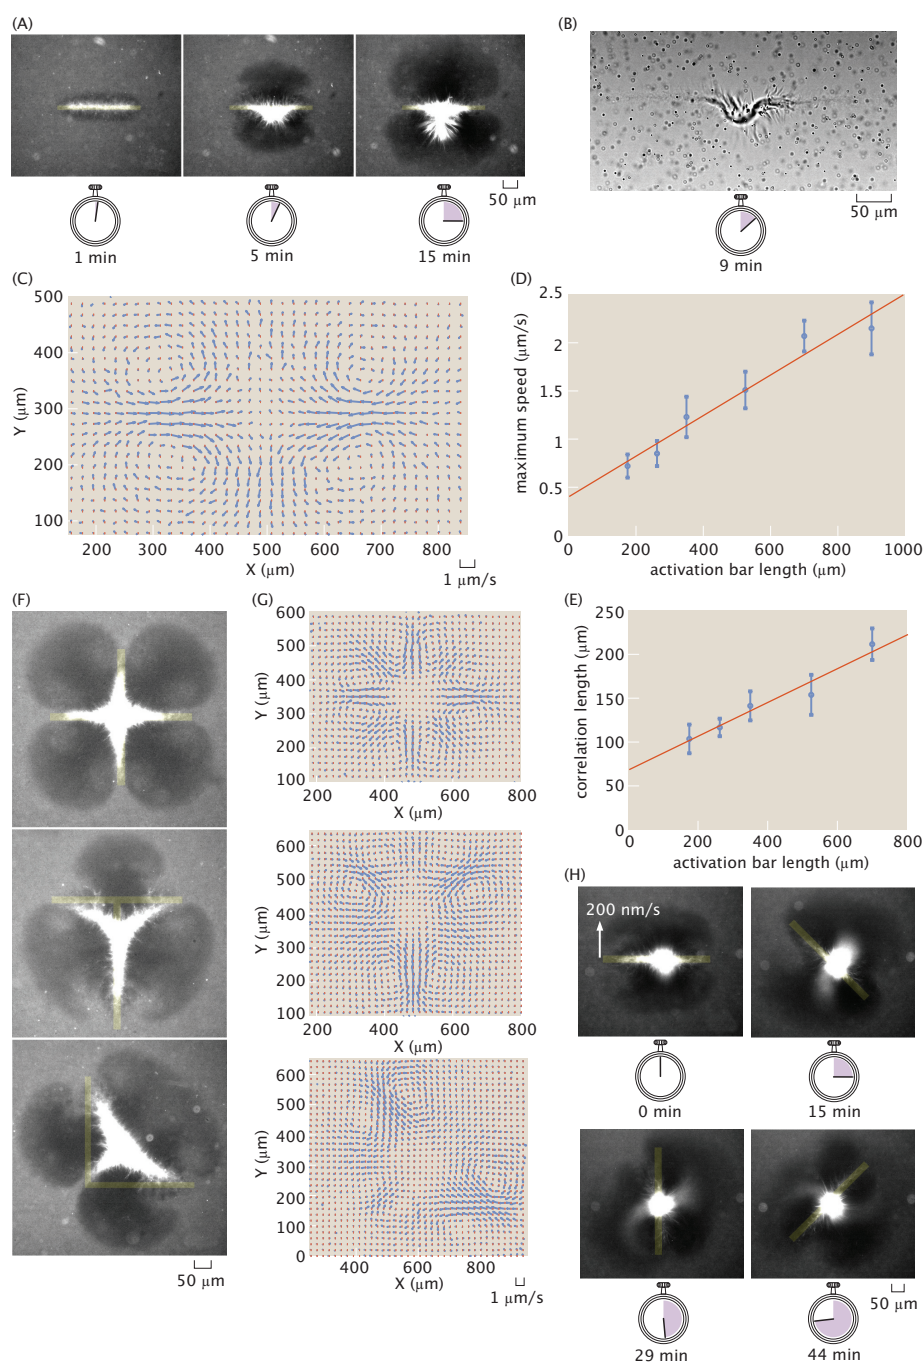 (A)
50 μm
1 min
5 min
15 min
(B)
50 μm
9 min
(C)
500
400
300
200
100
Y (μm)
200 300 400 500 600 700 800
X (μm)
1 μm/s
(D)
2.5
2
1.5
1
0.5
0
maximum speed (μm/s)
0 200 400 600 800 1000
activation bar length (μm)
(E)
250
200
150
100
50
0
correlation length (μm)
0 200 400 600 800
activation bar length (μm)
(F)
50 μm
(G)
600
500
400
300
200
100
Y (μm)
200 400 600 800
X (μm)
600
500
400
300
200
100
Y (μm)
200 400 600 800
X (μm)
600
500
400
300
200
100
0
Y (μm)
400 600 800
X (μm)
1 μm/s
(H)
200 nm/s
0 min
15 min
29 min
44 min
50 μm